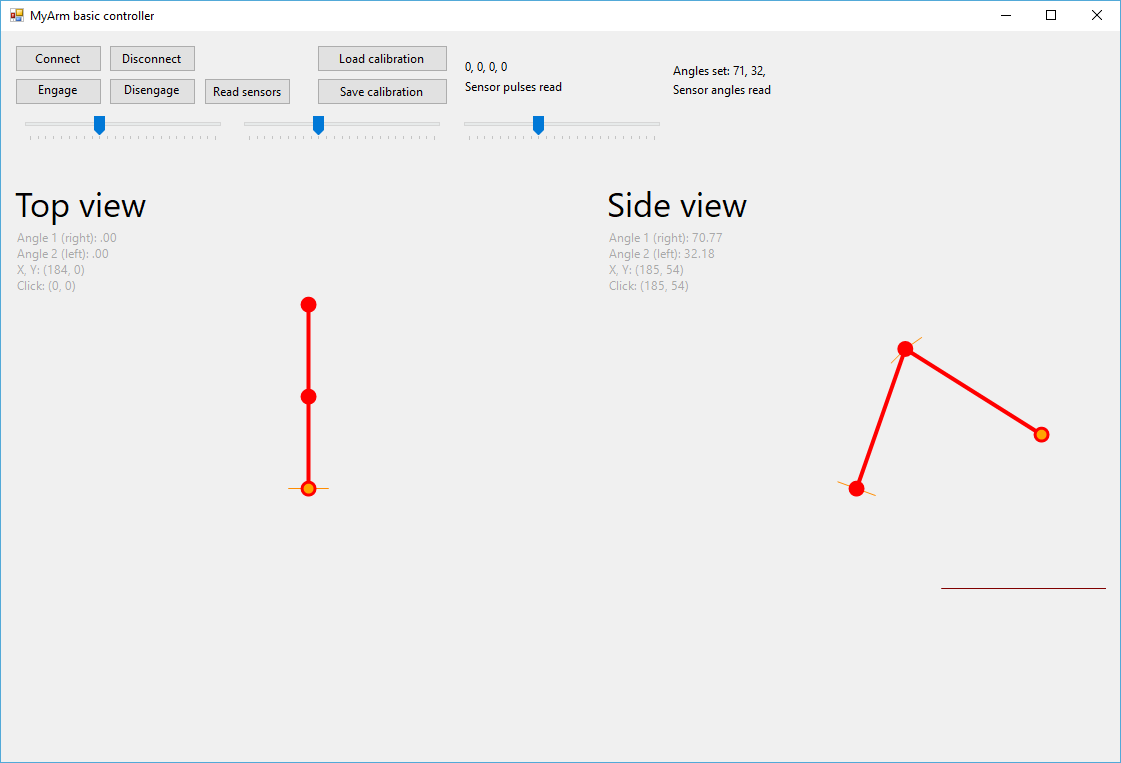 MyArm basic controller
Connect
Disconnect
Load calibration
0, 0, 0, 0
Angles set: 71, 32,
Engage
Disengage
Read sensors
Save calibration
Sensor pulses read
Sensor angles read
Top view
Angle 1 (right): .00
Angle 2 (left): .00
X, Y: (184, 0)
Click: (0, 0)
Side view
Angle 1 (right): 70.77
Angle 2 (left): 32.18
X, Y: (185, 54)
Click: (185, 54)